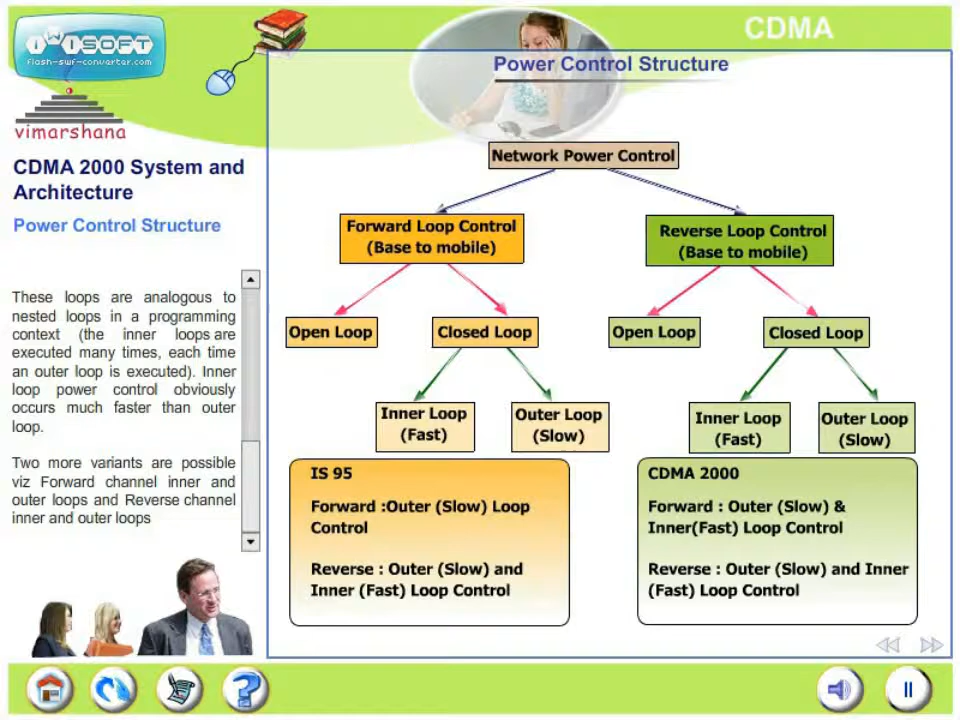 iWiSOFT
flash-swf-converter.com
vimarshana
CDMA
CDMA 2000 System and
Architecture
Power Control Structure
These loops are analogous to
nested loops in a programming
context (the inner loops are
executed many times, each time
an outer loop is executed). Inner
loop power control obviously
occurs much faster than outer
loop.
Two more variants are possible
viz Forward channel inner and
outer loops and Reverse channel
inner and outer loops
Power Control Structure
Network Power Control
Forward Loop Control
(Base to mobile)
Reverse Loop Control
(Base to mobile)
Open Loop
Closed Loop
Open Loop
Closed Loop
Inner Loop
(Fast)
Outer Loop
(Slow)
Inner Loop
(Fast)
Outer Loop
(Slow)
IS 95
Forward :Outer (Slow) Loop
Control
Reverse : Outer (Slow) and
Inner (Fast) Loop Control
CDMA 2000
Forward : Outer (Slow) &
Inner(Fast) Loop Control
Reverse : Outer (Slow) and Inner
(Fast) Loop Control